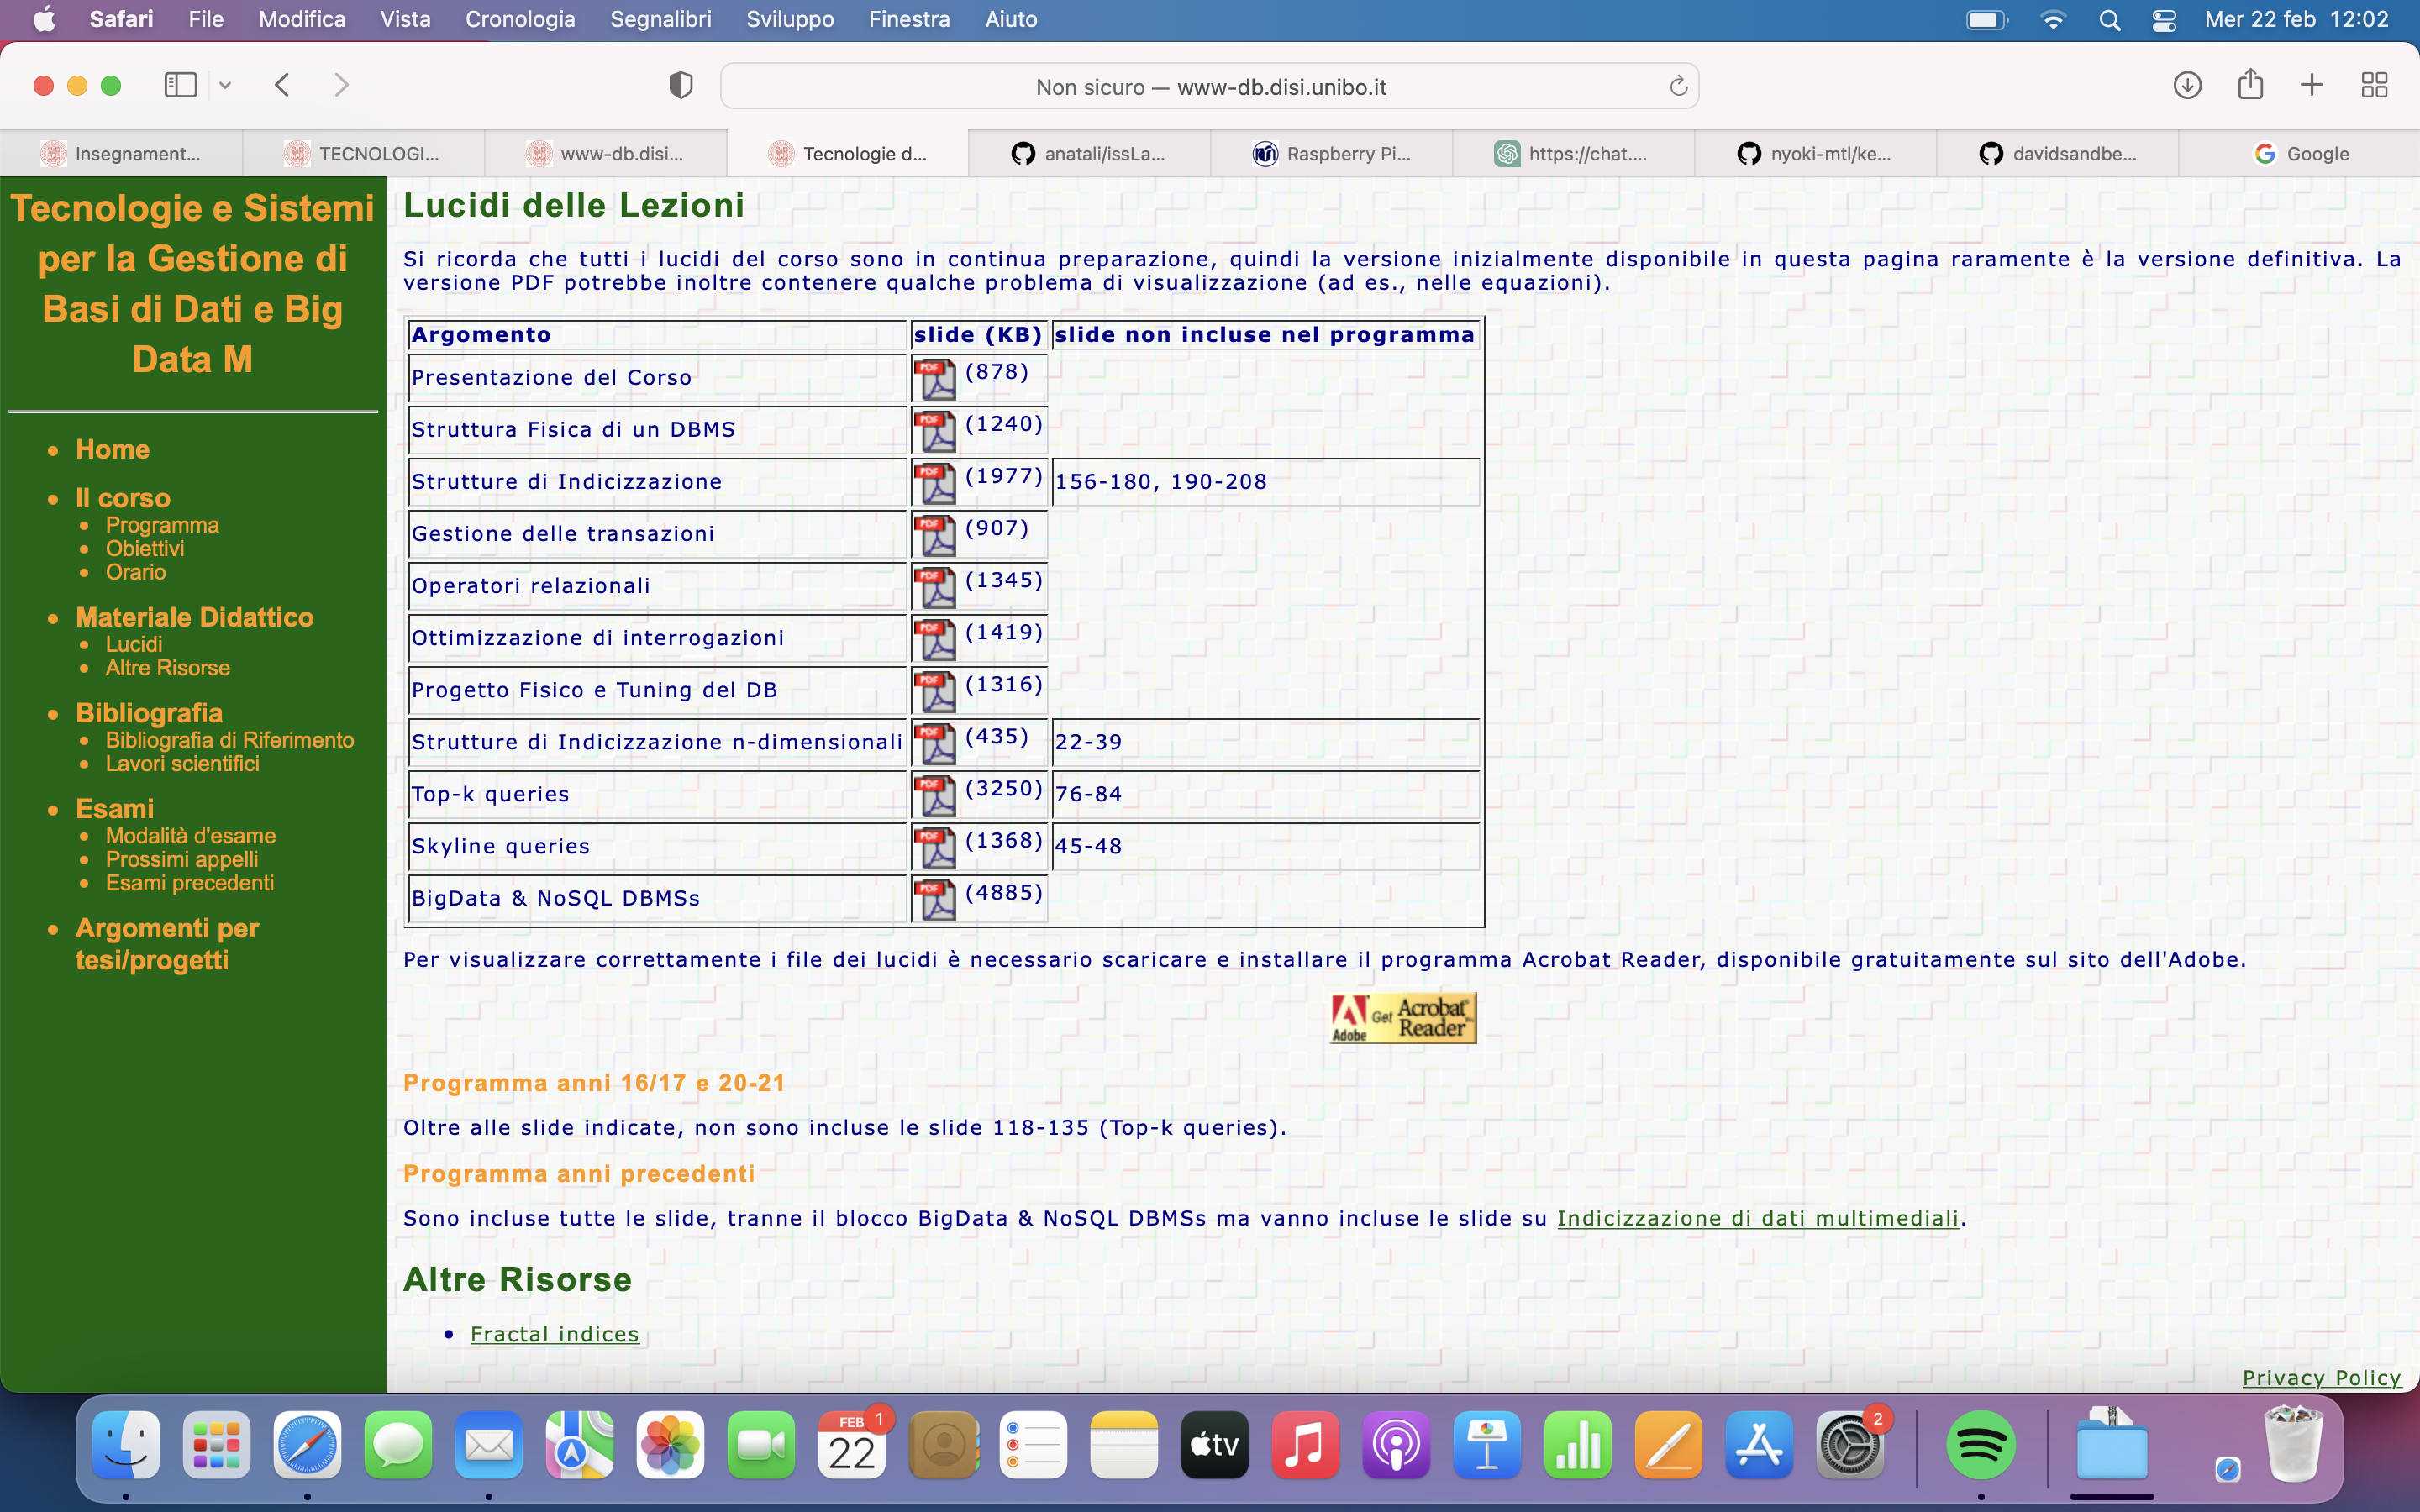 Safari File Modifica Vista Cronologia Segnalibri Sviluppo Finestra Aiuto Mer 22 feb 12:02
Non sicuro — www-db.disi.unibo.it
Insegnament... TECNOLOGI... www-db.disi... Tecnologie d... anatali/issLa... Raspberry Pi... https://chat.... nyoki-mtl/ke... davidsandbe... Google
Tecnologie e Sistemi
per la Gestione di
Basi di Dati e Big
Data M
Home
Il corso
Programma
Obiettivi
Orario
Materiale Didattico
Lucidi
Altre Risorse
Bibliografia
Bibliografia di Riferimento
Lavori scientifici
Esami
Modalità d'esame
Prossimi appelli
Esami precedenti
Argomenti per
tesi/progetti
Lucidi delle Lezioni
Si ricorda che tutti i lucidi del corso sono in continua preparazione, quindi la versione inizialmente disponibile in questa pagina raramente è la versione definitiva. La
versione PDF potrebbe inoltre contenere qualche problema di visualizzazione (ad es., nelle equazioni).
Argomento slide (KB) slide non incluse nel programma
Presentazione del Corso PDF (878)
Struttura Fisica di un DBMS PDF (1240)
Strutture di Indicizzazione PDF (1977) 156-180, 190-208
Gestione delle transazioni PDF (907)
Operatori relazionali PDF (1345)
Ottimizzazione di interrogazioni PDF (1419)
Progetto Fisico e Tuning del DB PDF (1316)
Strutture di Indicizzazione n-dimensionali PDF (435) 22-39
Top-k queries PDF (3250) 76-84
Skyline queries PDF (1368) 45-48
BigData & NoSQL DBMSs PDF (4885)
Per visualizzare correttamente i file dei lucidi è necessario scaricare e installare il programma Acrobat Reader, disponibile gratuitamente sul sito dell'Adobe.
Adobe Get Acrobat Reader
Programma anni 16/17 e 20-21
Oltre alle slide indicate, non sono incluse le slide 118-135 (Top-k queries).
Programma anni precedenti
Sono incluse tutte le slide, tranne il blocco BigData & NoSQL DBMSs ma vanno incluse le slide su Indicizzazione di dati multimediali.
Altre Risorse
Fractal indices
Privacy Policy
FEB 22 1 tv 2